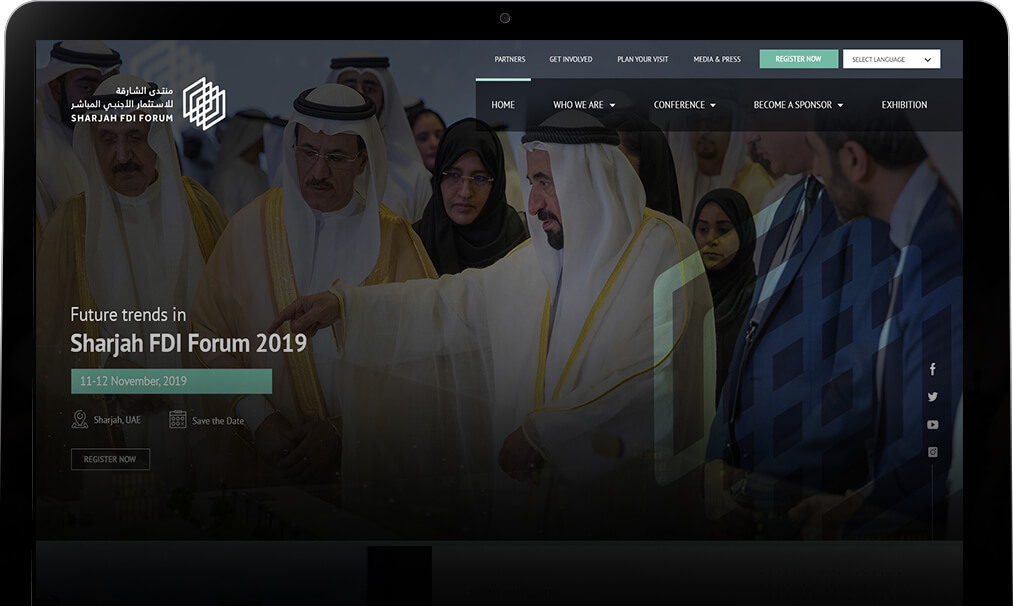 PARTNERS
GET INVOLVED
PLAN YOUR VISIT
MEDIA & PRESS
REGISTER NOW
SELECT LANGUAGE
منتدى الشارقة
للاستثمار الأجنبي المباشر
SHARJAH FDI FORUM
HOME
WHO WE ARE
CONFERENCE
BECOME A SPONSOR
EXHIBITION
Future trends in
Sharjah FDI Forum 2019
11-12 November, 2019
Sharjah, UAE
Save the Date
REGISTER NOW